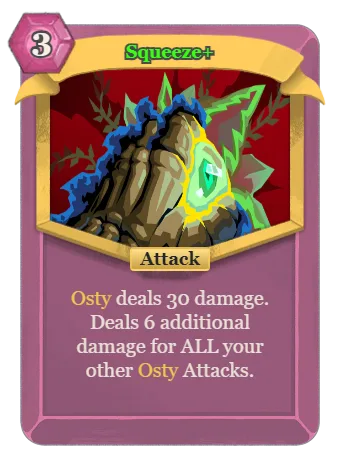 3
Squeeze+
Attack
Osty deals 30 damage.
Deals 6 additional
damage for ALL your
other Osty Attacks.